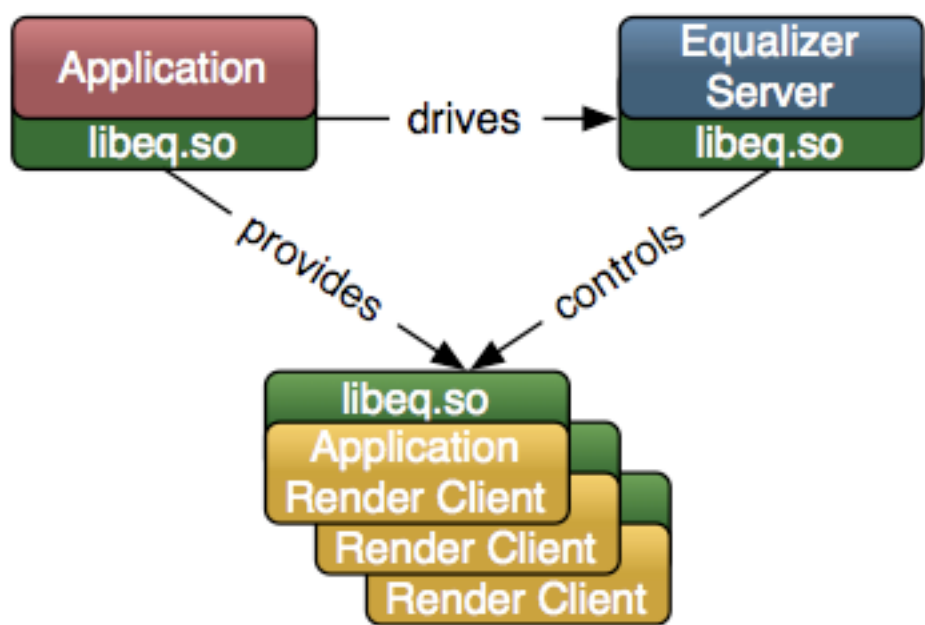 Application
libeq.so
drives
Equalizer
Server
libeq.so
provides
controls
libeq.so
Application
Render Client
Render Client
Render Client